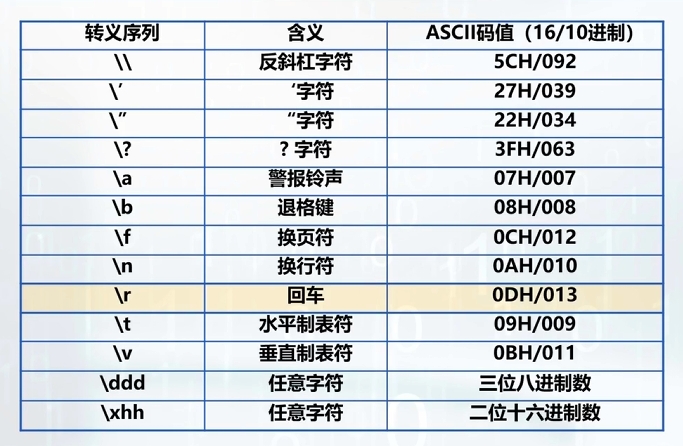 转义序列 含义 ASCII码值（16/10进制）
\\ 反斜杠字符 5CH/092
\’ ‘字符 27H/039
\” “字符 22H/034
\? ? 字符 3FH/063
\a 警报铃声 07H/007
\b 退格键 08H/008
\f 换页符 0CH/012
\n 换行符 0AH/010
\r 回车 0DH/013
\t 水平制表符 09H/009
\v 垂直制表符 0BH/011
\ddd 任意字符 三位八进制数
\xhh 任意字符 二位十六进制数